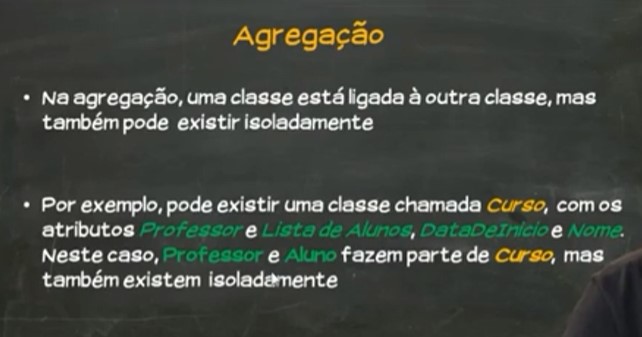 Agregação
• Na agregação, uma classe está ligada à outra classe, mas
também pode existir isoladamente
• Por exemplo, pode existir uma classe chamada Curso, com os
atributos Professor e Lista de Alunos, DataDeInicio e Nome.
Neste caso, Professor e Aluno fazem parte de Curso, mas
também existem isoladamente